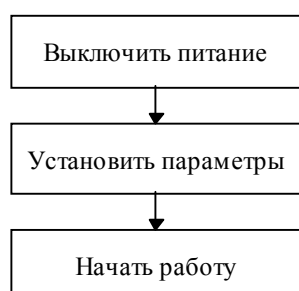 Выключить питание
Установить параметры
Начать работу